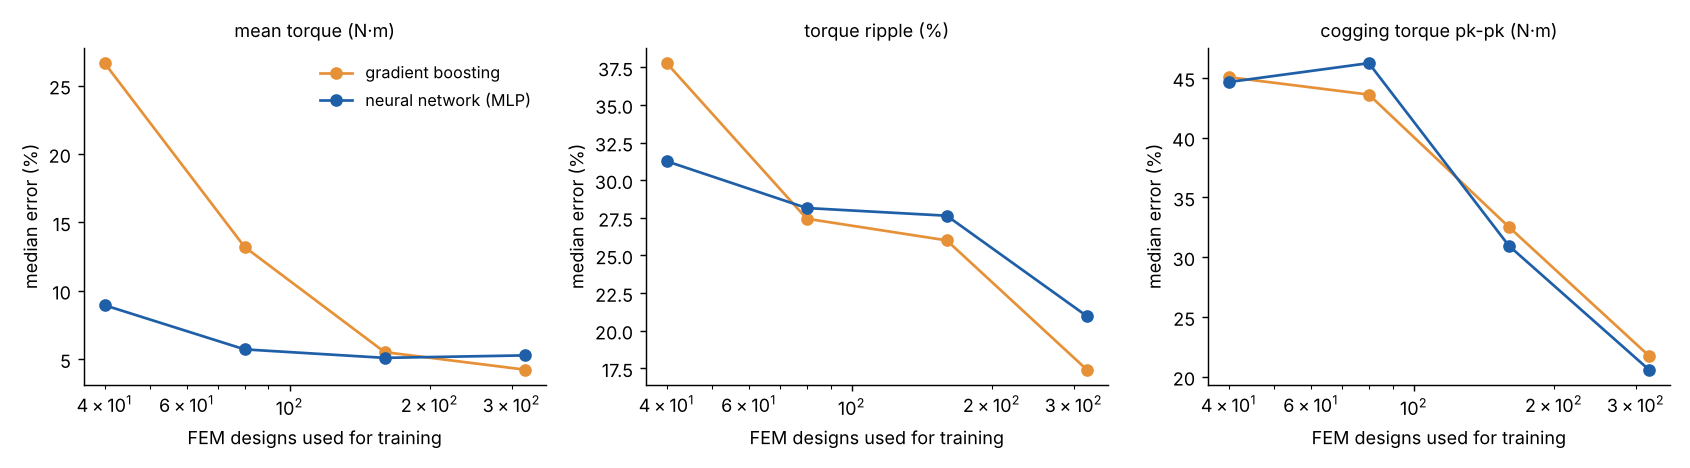 mean torque (N·m)
median error (%)
25
20
15
10
5
gradient boosting
neural network (MLP)
4 × 10¹ 6 × 10¹ 10² 2 × 10² 3 × 10²
FEM designs used for training
torque ripple (%)
median error (%)
37.5
35.0
32.5
30.0
27.5
25.0
22.5
20.0
17.5
4 × 10¹ 6 × 10¹ 10² 2 × 10² 3 × 10²
FEM designs used for training
cogging torque pk-pk (N·m)
median error (%)
45
40
35
30
25
20
4 × 10¹ 6 × 10¹ 10² 2 × 10² 3 × 10²
FEM designs used for training